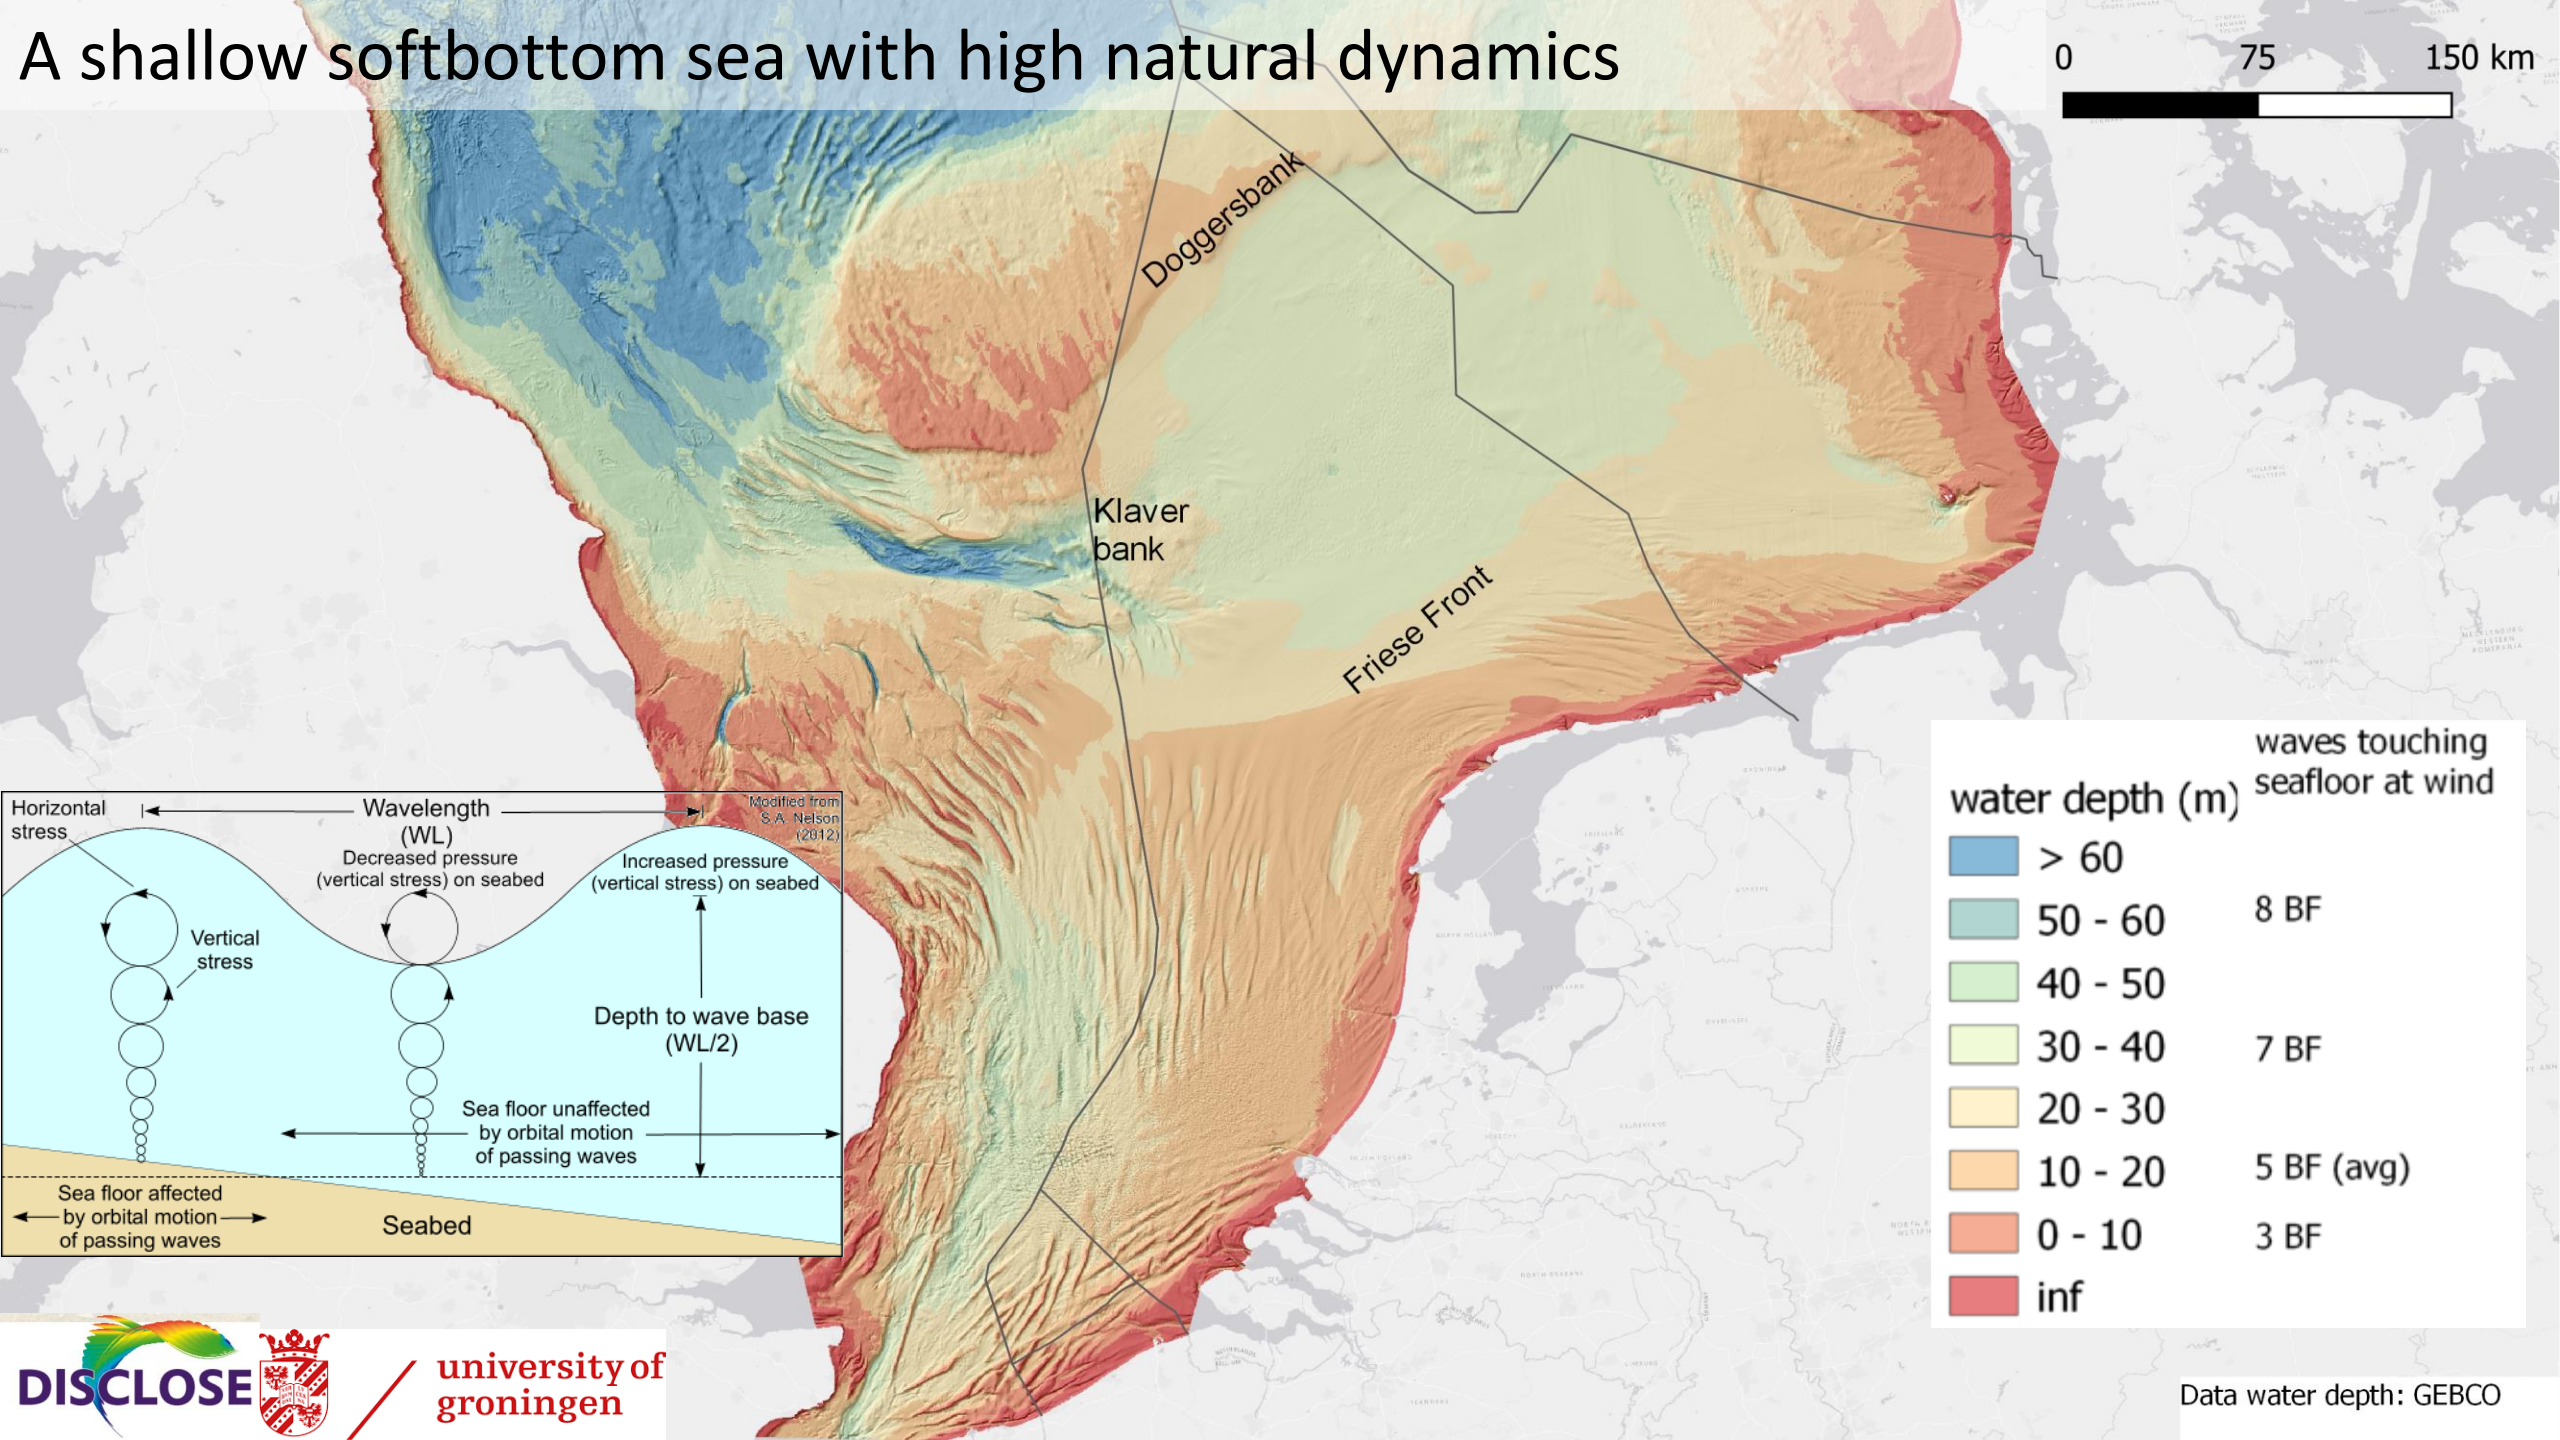 A shallow softbottom sea with high natural dynamics
0 75 150 km
Doggersbank
Klaver
bank
Friese Front
waves touching
seafloor at wind
water depth (m)
> 60
50 - 60 8 BF
40 - 50
30 - 40 7 BF
20 - 30
10 - 20 5 BF (avg)
0 - 10 3 BF
inf
Horizontal
stress
Wavelength
(WL)
Modified from
S.A. Nelson
(2012)
Decreased pressure
(vertical stress) on seabed
Increased pressure
(vertical stress) on seabed
Vertical
stress
Depth to wave base
(WL/2)
Sea floor unaffected
by orbital motion
of passing waves
Sea floor affected
by orbital motion
of passing waves
Seabed
DISCLOSE
university of
groningen
Data water depth: GEBCO